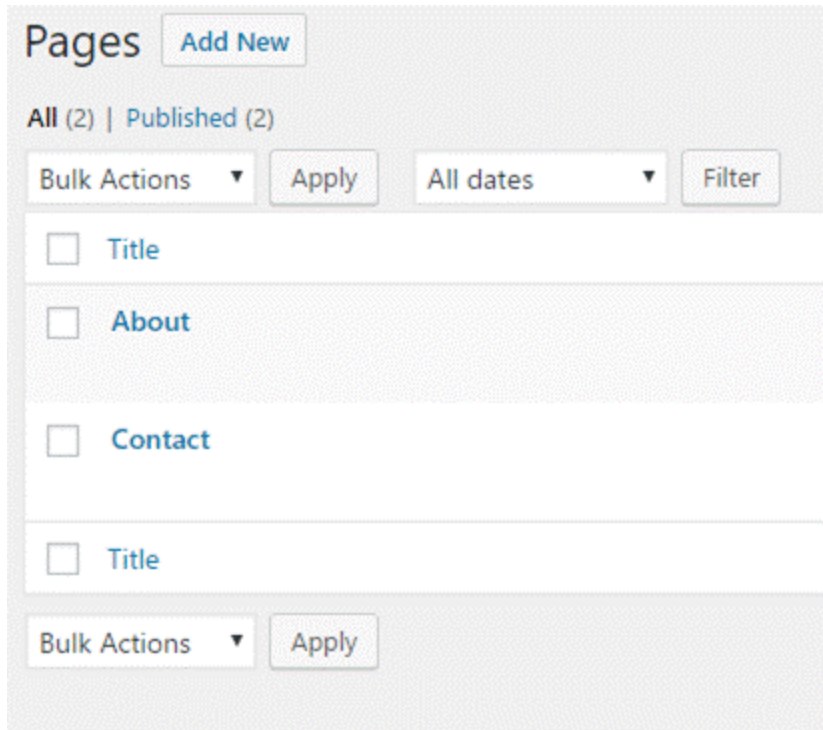 Pages Add New
All (2) | Published (2)
Bulk Actions Apply All dates Filter
Title
About
Contact
Title
Bulk Actions Apply